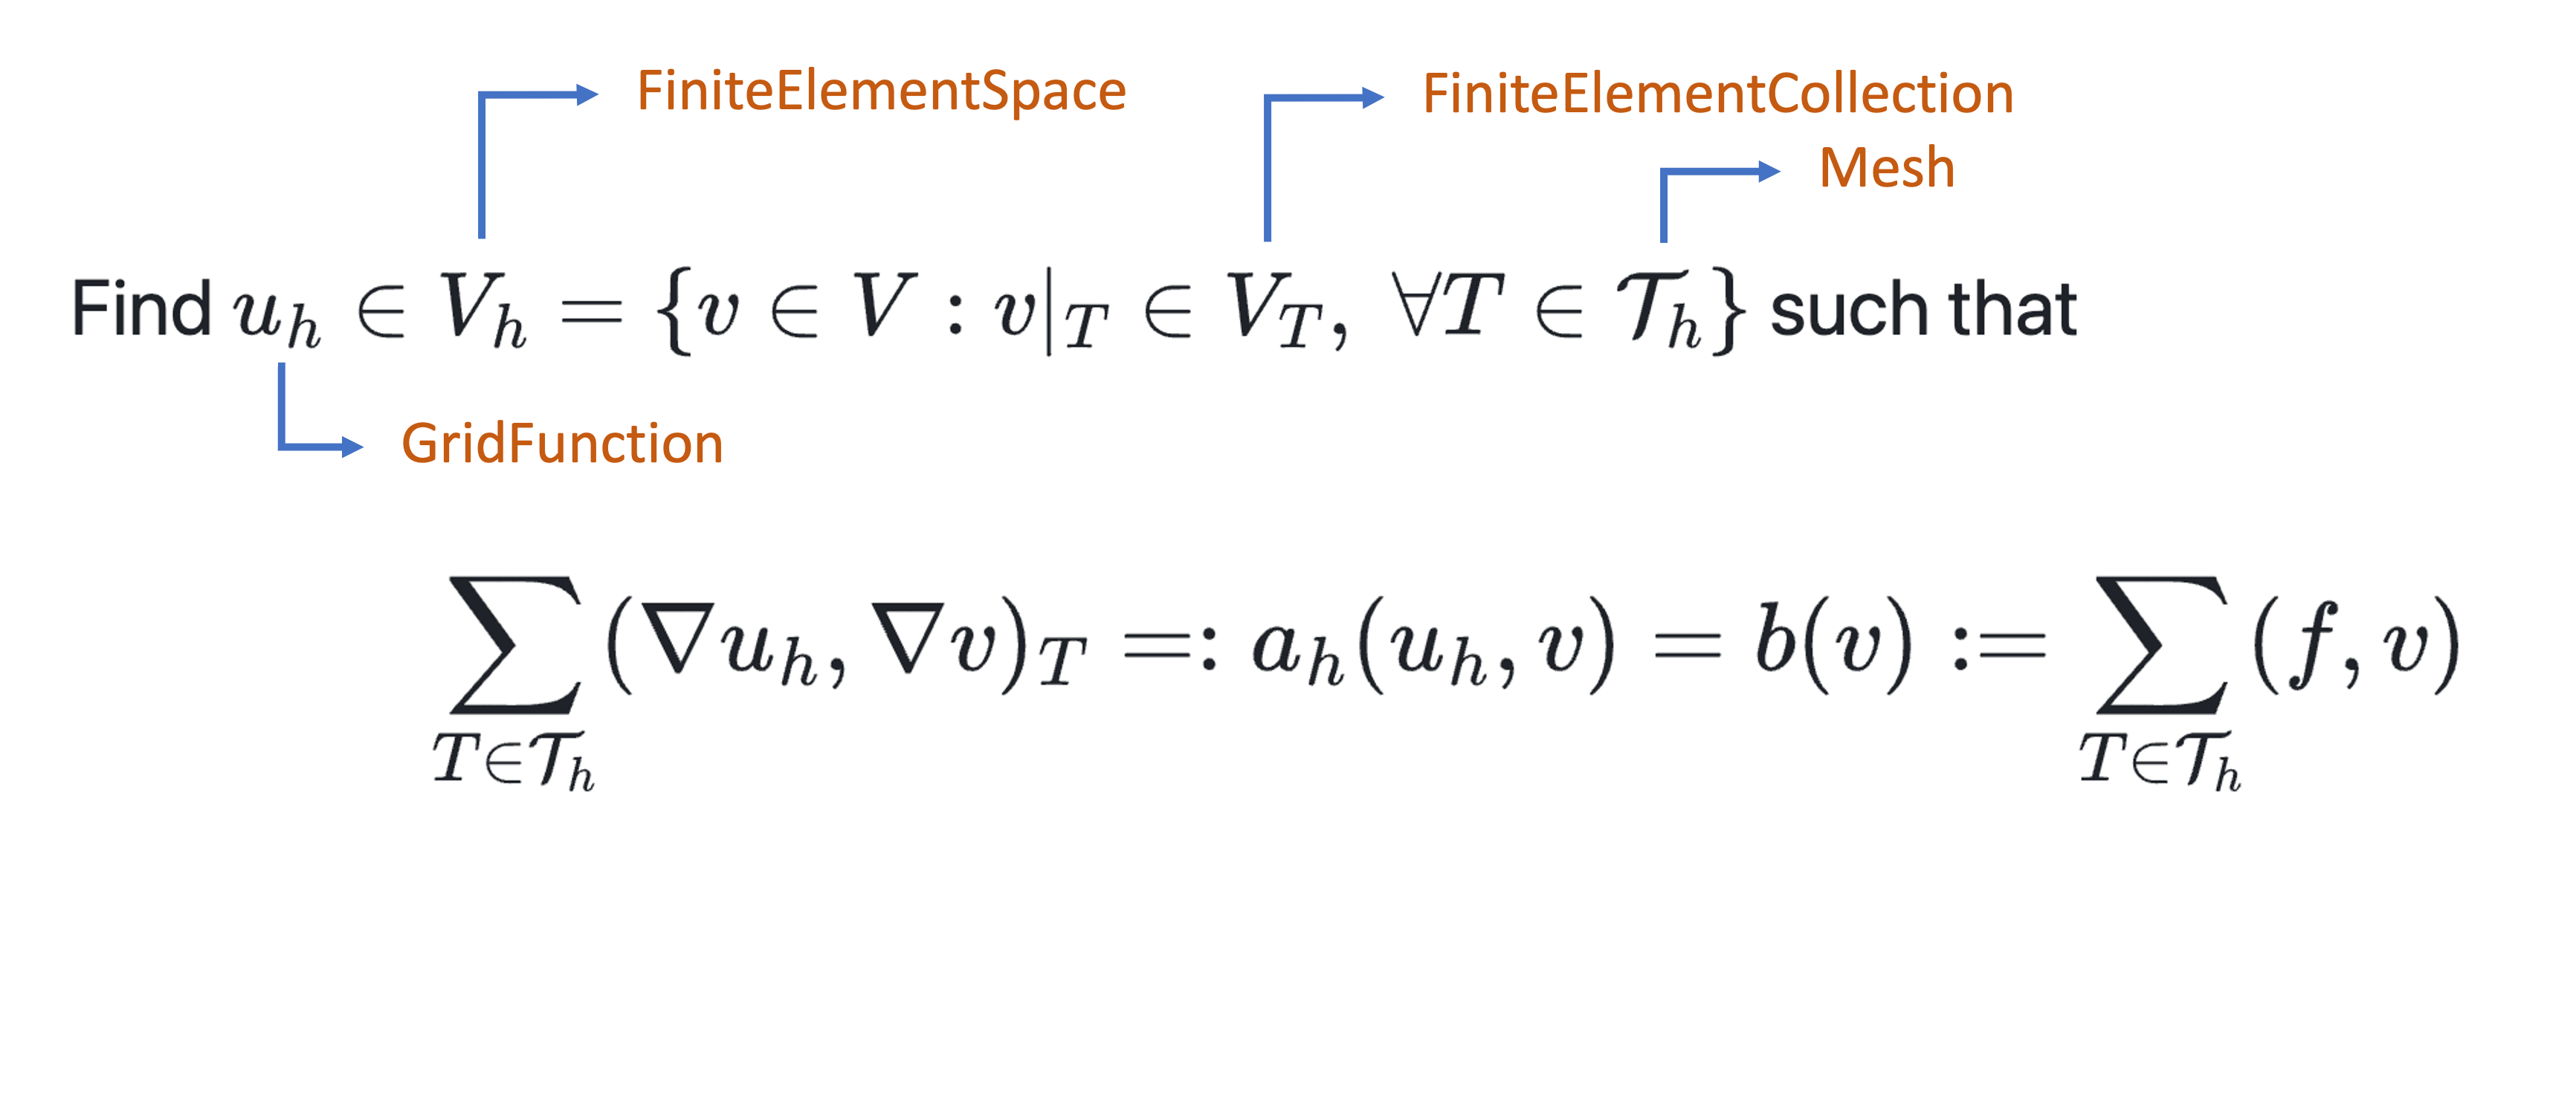 FiniteElementSpace
FiniteElementCollection
Mesh
Find u_h ∈ V_h = {v ∈ V : v|_T ∈ V_T, ∀T ∈ 𝒯_h} such that
GridFunction
∑_{T∈𝒯_h} (∇u_h, ∇v)_T =: a_h(u_h, v) = b(v) := ∑_{T∈𝒯_h} (f, v)